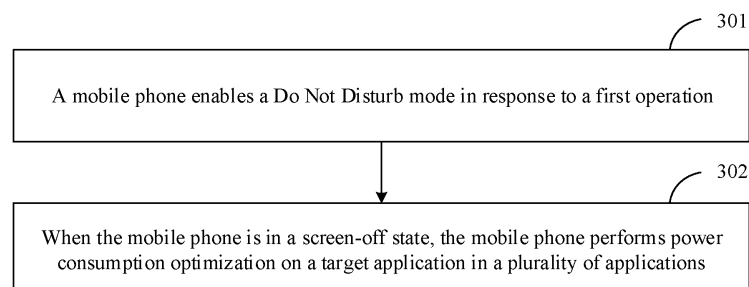 301
A mobile phone enables a Do Not Disturb mode in response to a first operation
302
When the mobile phone is in a screen-off state, the mobile phone performs power
consumption optimization on a target application in a plurality of applications